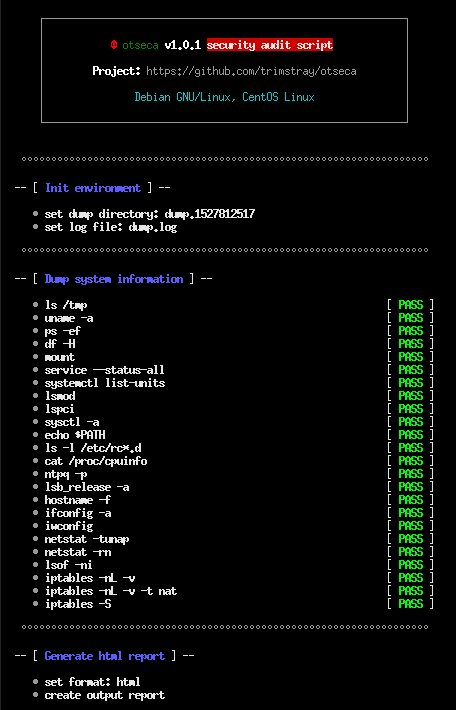 otseca v1.0.1 security audit script
Project: https://github.com/trimstray/otseca
Debian GNU/Linux, CentOS Linux
-- [ Init environment ] --
• set dump directory: dump.1527812517
• set log file: dump.log
-- [ Dump system information ] --
• ls /tmp [ PASS ]
• uname -a [ PASS ]
• ps -ef [ PASS ]
• df -H [ PASS ]
• mount [ PASS ]
• service --status-all [ PASS ]
• systemctl list-units [ PASS ]
• lsmod [ PASS ]
• lspci [ PASS ]
• sysctl -a [ PASS ]
• echo $PATH [ PASS ]
• ls -l /etc/rc*.d [ PASS ]
• cat /proc/cpuinfo [ PASS ]
• ntpq -p [ PASS ]
• lsb_release -a [ PASS ]
• hostname -f [ PASS ]
• ifconfig -a [ PASS ]
• iwconfig [ PASS ]
• netstat -tunap [ PASS ]
• netstat -rn [ PASS ]
• lsof -ni [ PASS ]
• iptables -nL -v [ PASS ]
• iptables -nL -v -t nat [ PASS ]
• iptables -S [ PASS ]
-- [ Generate html report ] --
• set format: html
• create output report